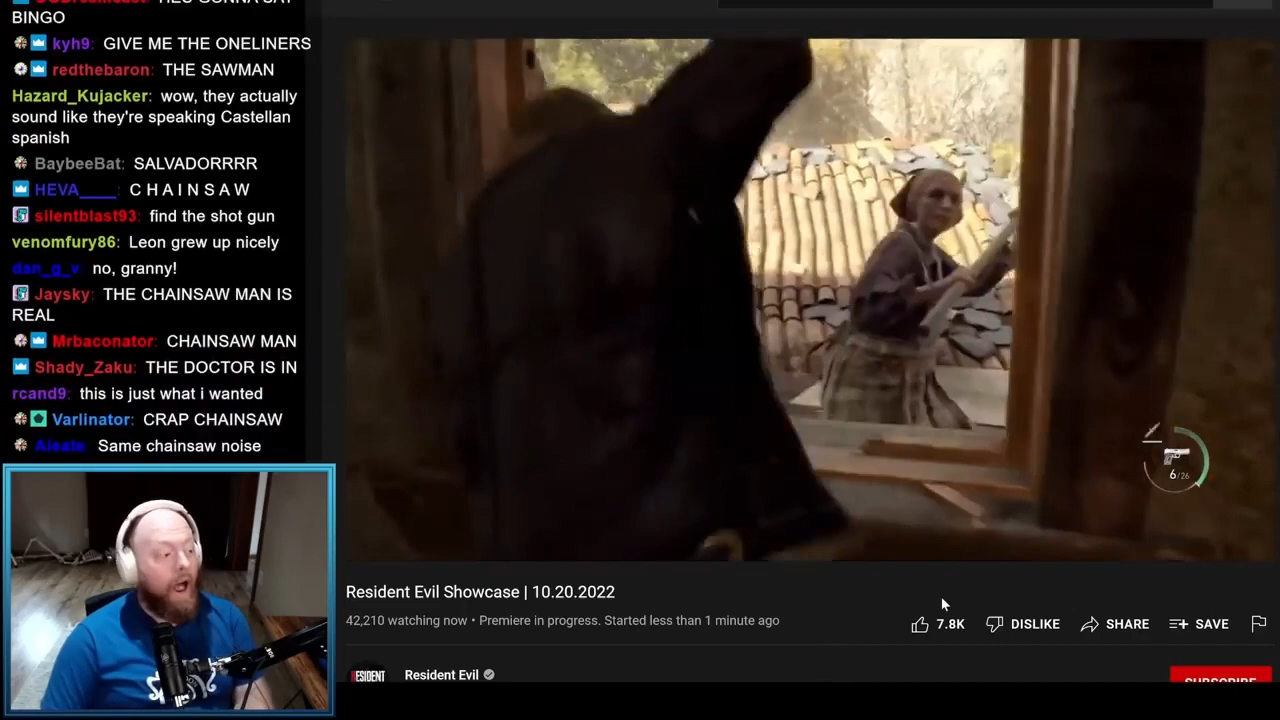 BINGO
kyh9: GIVE ME THE ONELINERS
redthebaron: THE SAWMAN
Hazard_Kujacker: wow, they actually
sound like they're speaking Castellan
spanish
BaybeeBat: SALVADORRRR
HEVA____: C H A I N S A W
silentblast93: find the shot gun
venomfury86: Leon grew up nicely
dan_g_v no, granny!
Jaysky: THE CHAINSAW MAN IS
REAL
Mrbaconator: CHAINSAW MAN
Shady_Zaku: THE DOCTOR IS IN
rcand9: this is just what i wanted
Varlinator: CRAP CHAINSAW
Aleate Same chainsaw noise
6/26
Resident Evil Showcase | 10.20.2022
42,210 watching now • Premiere in progress. Started less than 1 minute ago
7.8K DISLIKE SHARE SAVE
RESIDENT Resident Evil
SUBSCRIBE